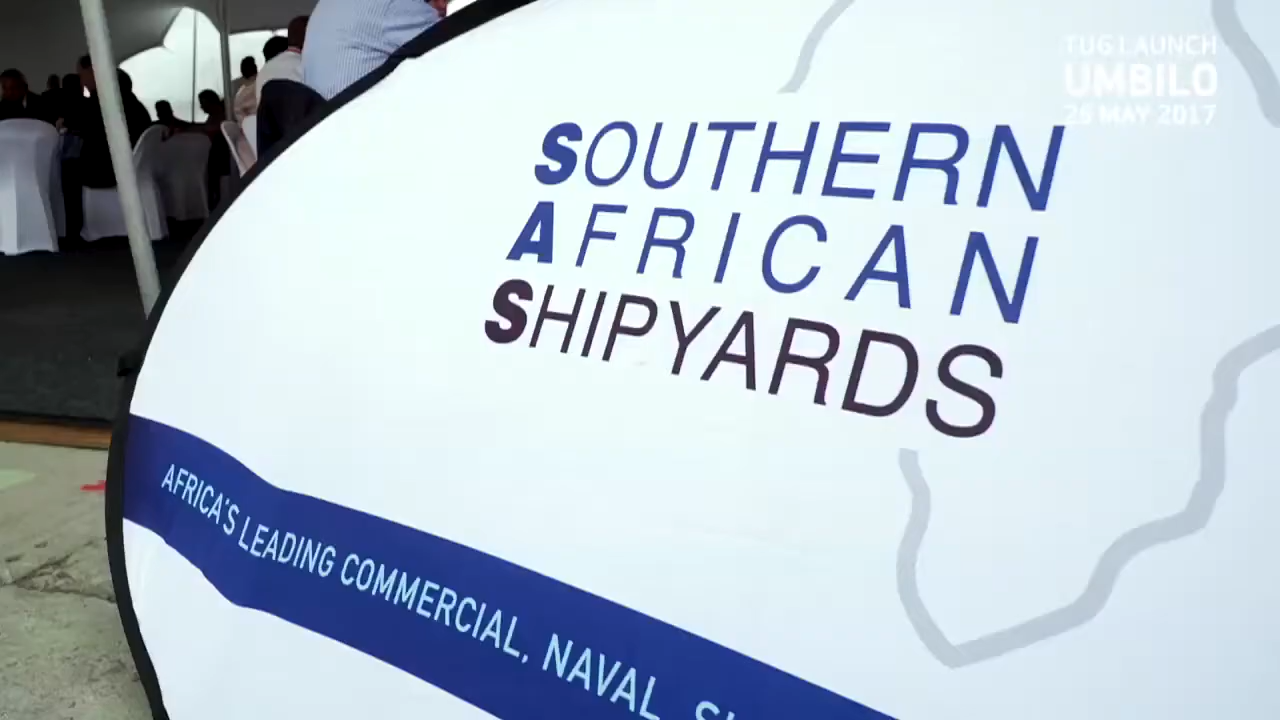 TUG LAUNCH
UMBILO
26 MAY 2017
SOUTHERN
AFRICAN
SHIPYARDS
AFRICA'S LEADING COMMERCIAL, NAVAL,